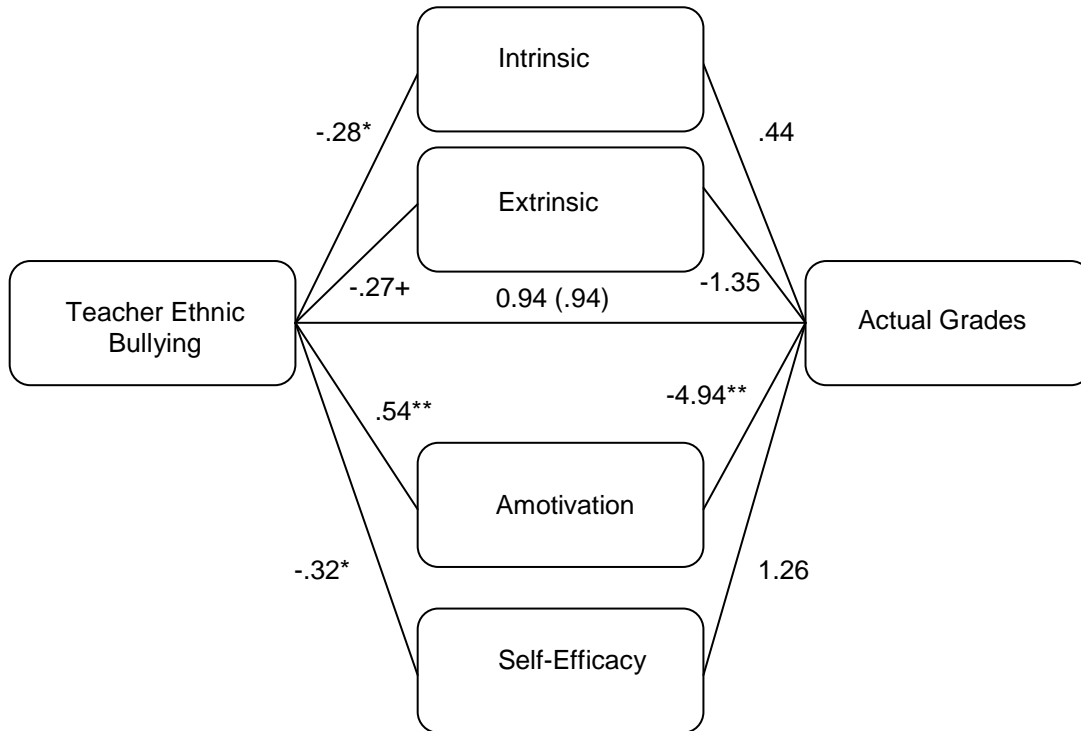 Intrinsic
-.28*
.44
Extrinsic
-.27+
0.94 (.94)
-1.35
Teacher Ethnic
Bullying
Actual Grades
.54**
-4.94**
Amotivation
-.32*
1.26
Self-Efficacy